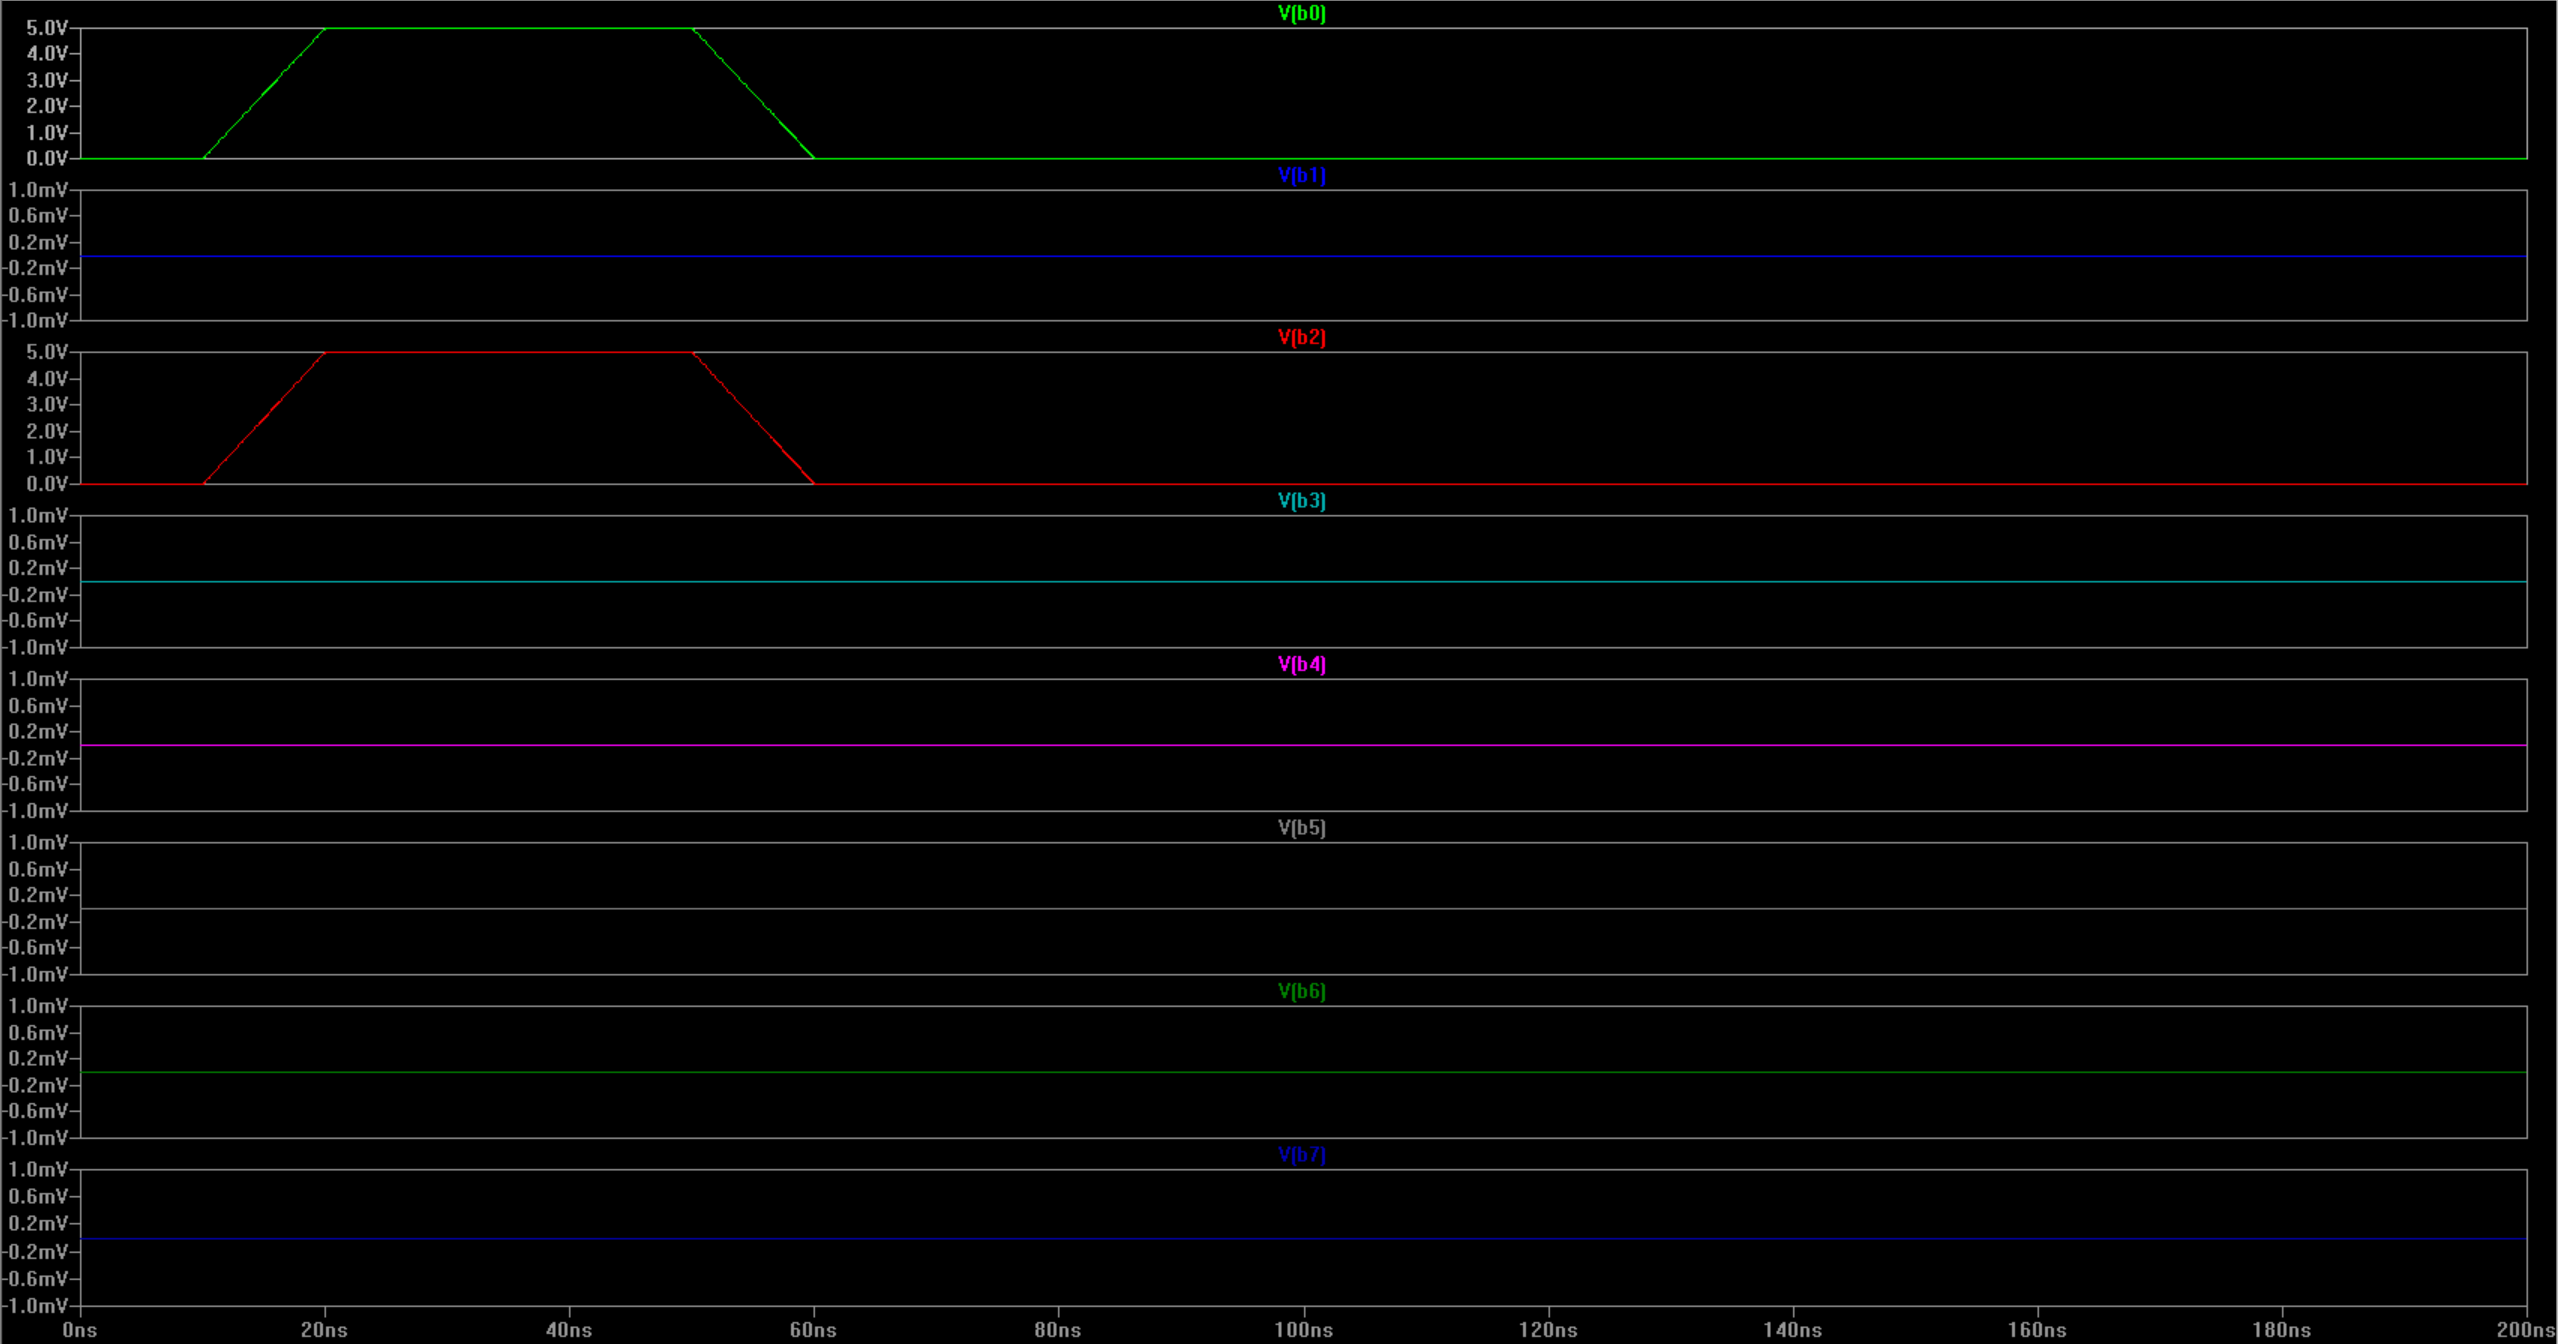 V(b0)
5.0V
4.0V
3.0V
2.0V
1.0V
0.0V
V(b1)
1.0mV
0.6mV
0.2mV
-0.2mV
-0.6mV
-1.0mV
V(b2)
5.0V
4.0V
3.0V
2.0V
1.0V
0.0V
V(b3)
1.0mV
0.6mV
0.2mV
-0.2mV
-0.6mV
-1.0mV
V(b4)
1.0mV
0.6mV
0.2mV
-0.2mV
-0.6mV
-1.0mV
V(b5)
1.0mV
0.6mV
0.2mV
-0.2mV
-0.6mV
-1.0mV
V(b6)
1.0mV
0.6mV
0.2mV
-0.2mV
-0.6mV
-1.0mV
V(b7)
1.0mV
0.6mV
0.2mV
-0.2mV
-0.6mV
-1.0mV
0ns 20ns 40ns 60ns 80ns 100ns 120ns 140ns 160ns 180ns 200ns